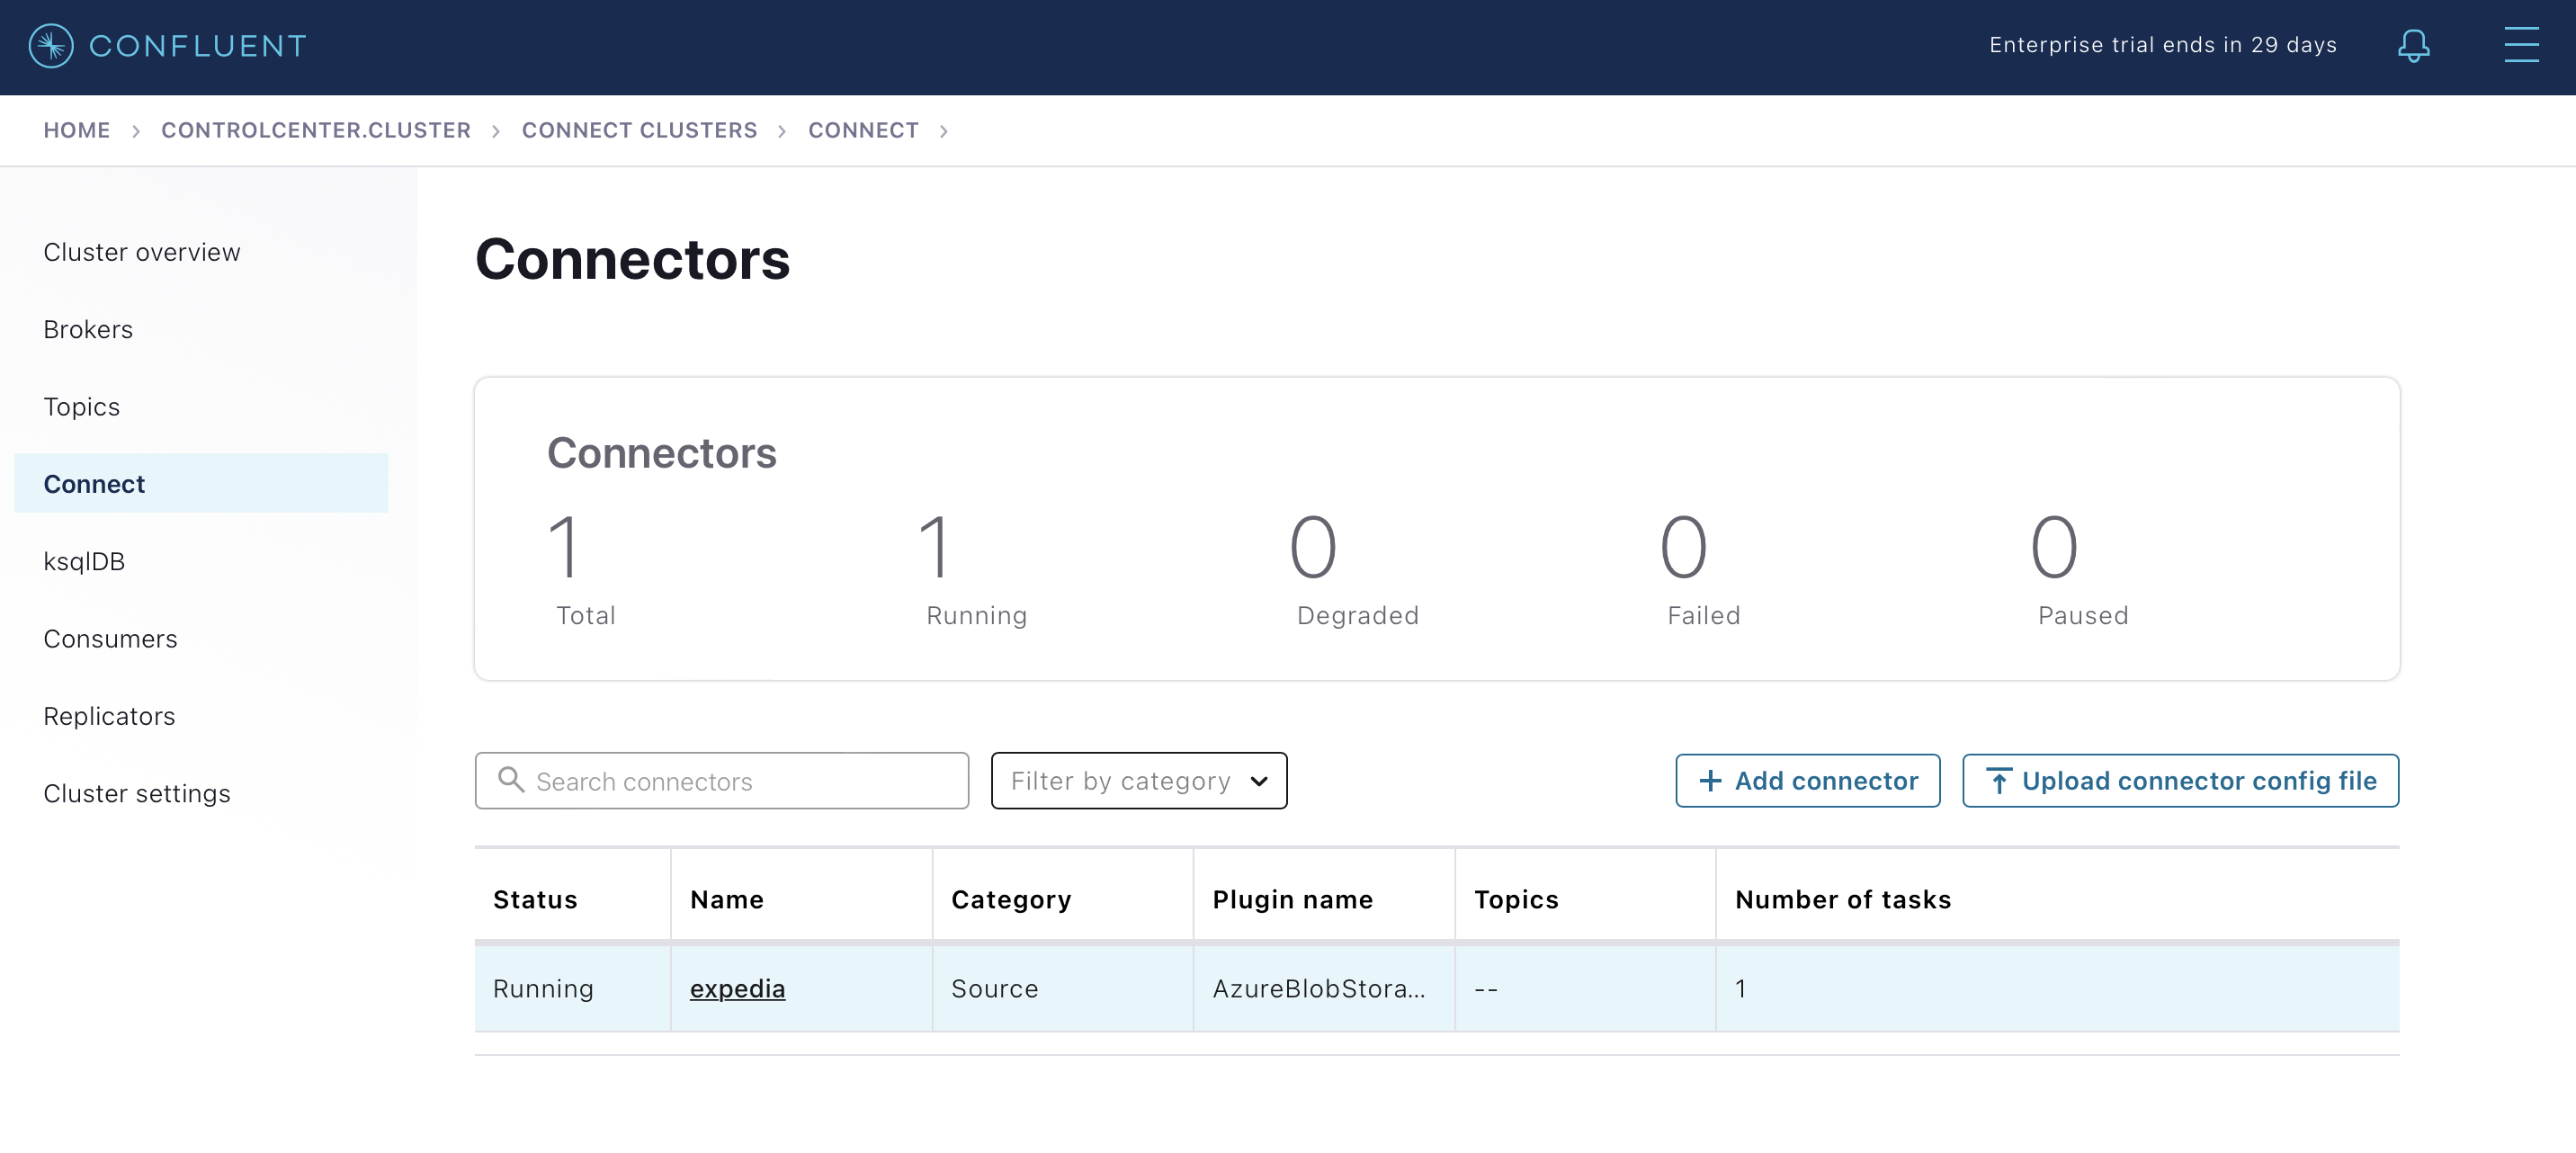 CONFLUENT
Enterprise trial ends in 29 days
HOME > CONTROLCENTER.CLUSTER > CONNECT CLUSTERS > CONNECT >
Cluster overview
Brokers
Topics
Connect
ksqlDB
Consumers
Replicators
Cluster settings
Connectors
Connectors
1 1 0 0 0
Total Running Degraded Failed Paused
Search connectors Filter by category Add connector Upload connector config file
Status Name Category Plugin name Topics Number of tasks
Running expedia Source AzureBlobStora... -- 1